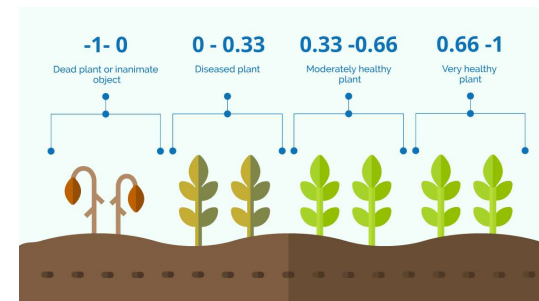 -1- 0
Dead plant or inanimate
object
0 - 0.33
Diseased plant
0.33 -0.66
Moderately healthy
plant
0.66 -1
Very healthy
plant